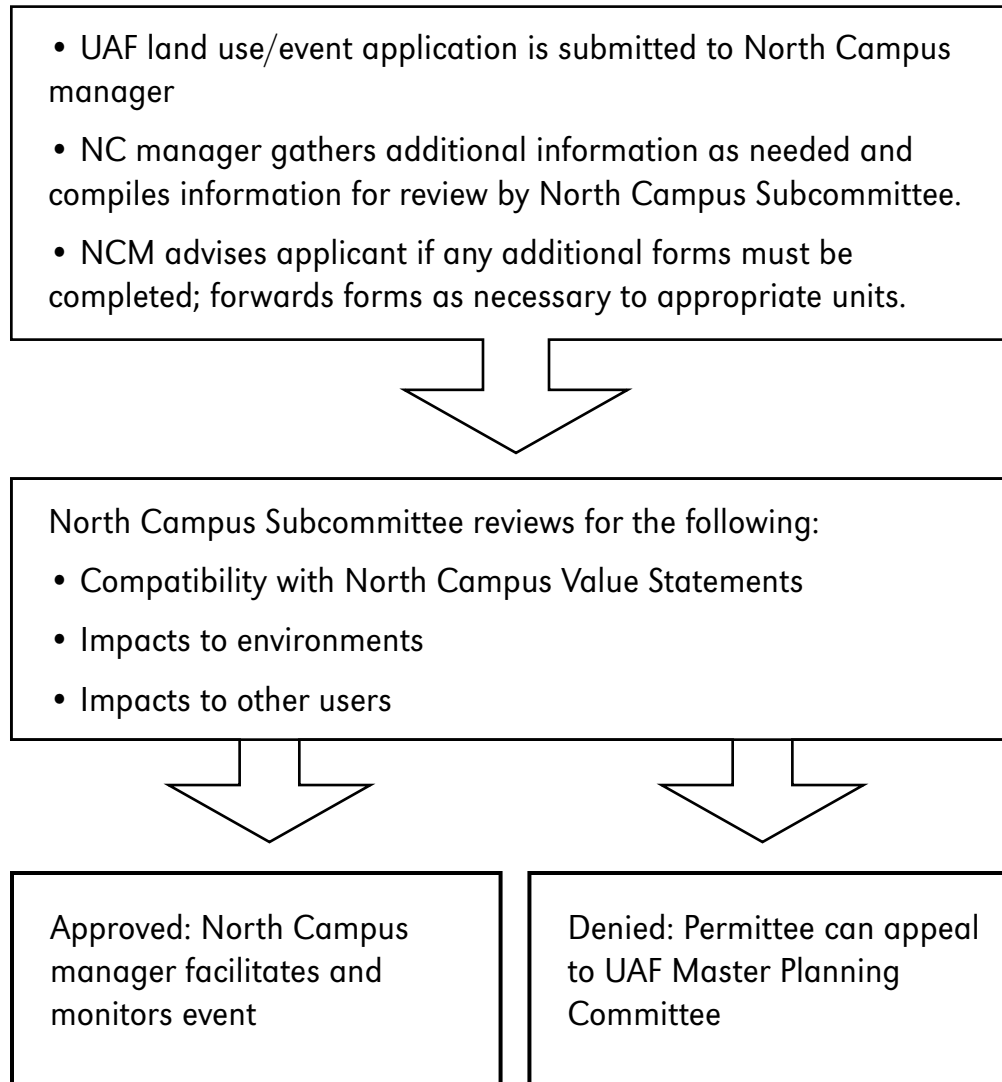 • UAF land use/event application is submitted to North Campus
manager
• NC manager gathers additional information as needed and
compiles information for review by North Campus Subcommittee.
• NCM advises applicant if any additional forms must be
completed; forwards forms as necessary to appropriate units.
North Campus Subcommittee reviews for the following:
• Compatibility with North Campus Value Statements
• Impacts to environments
• Impacts to other users
Approved: North Campus
manager facilitates and
monitors event
Denied: Permittee can appeal
to UAF Master Planning
Committee